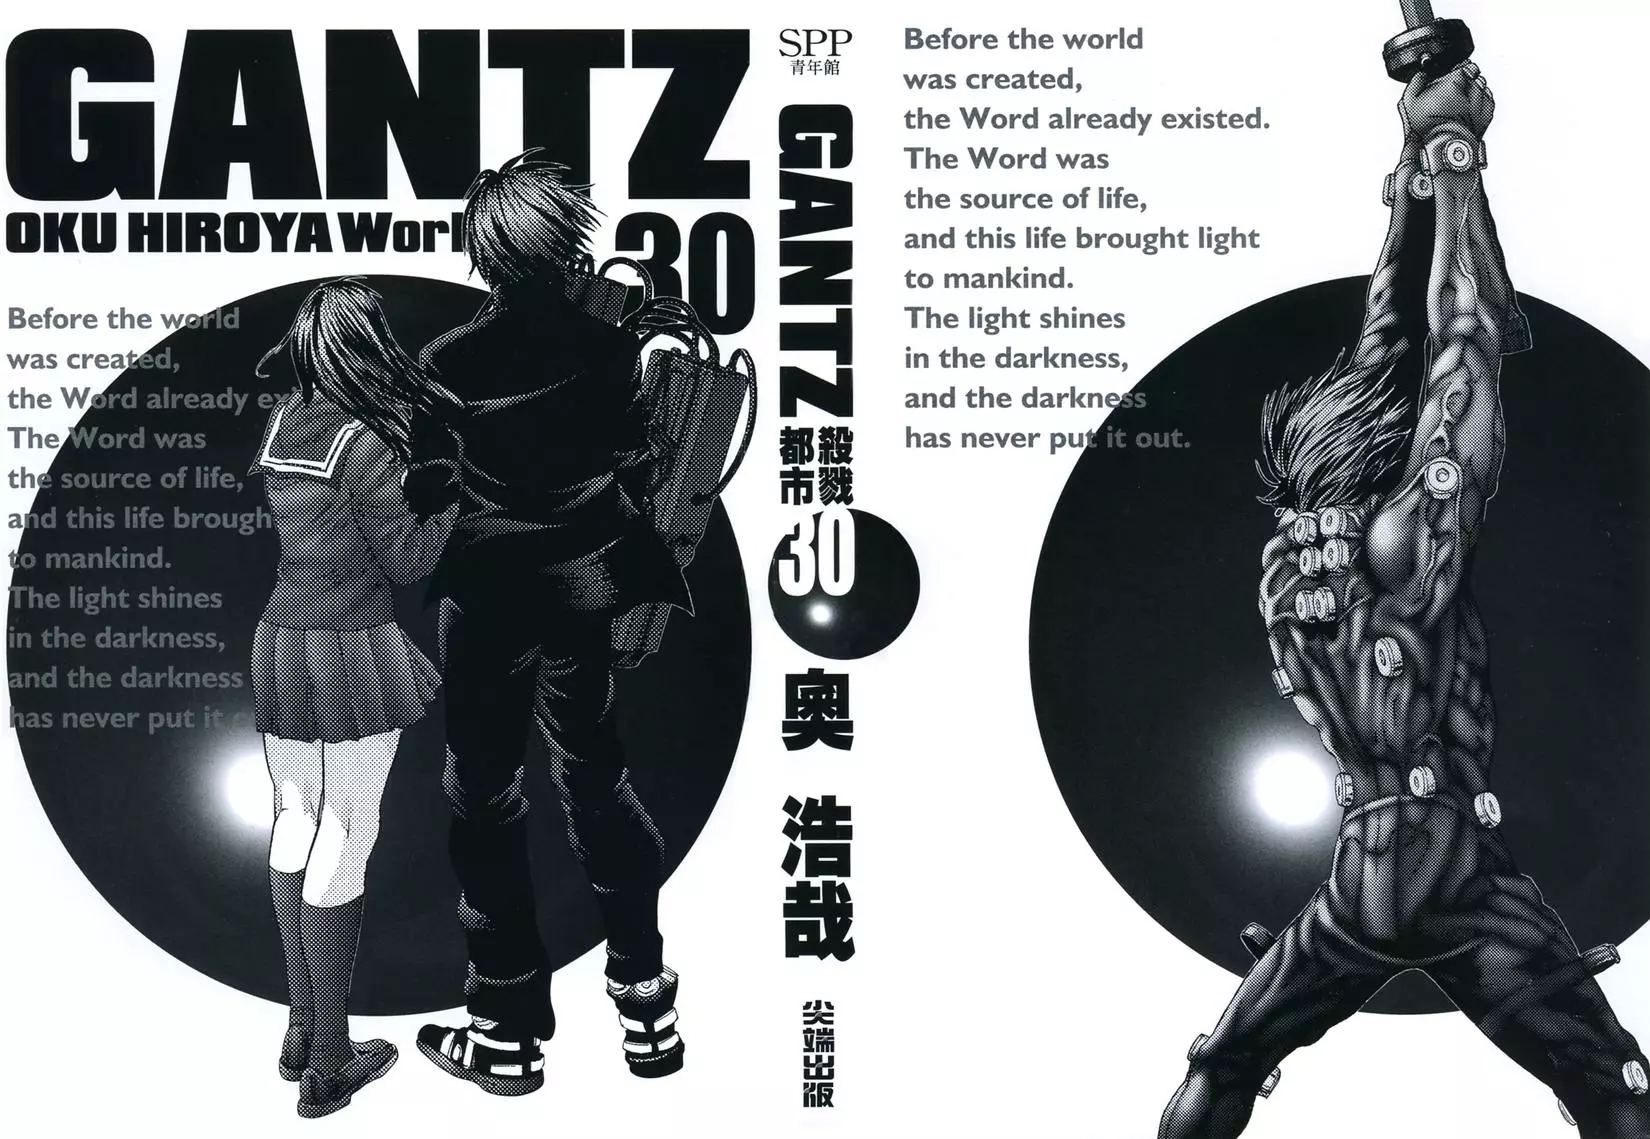 GANTZ
OKU HIROYA Worl
30
Before the world
was created,
the Word already ex
The Word was
the source of life,
and this life brough
to mankind.
The light shines
in the darkness,
and the darkness
has never put it
SPP
青年館
GANTZ
殺戮
都市
30
奥 浩哉
尖端出版
Before the world
was created,
the Word already existed.
The Word was
the source of life,
and this life brought light
to mankind.
The light shines
in the darkness,
and the darkness
has never put it out.